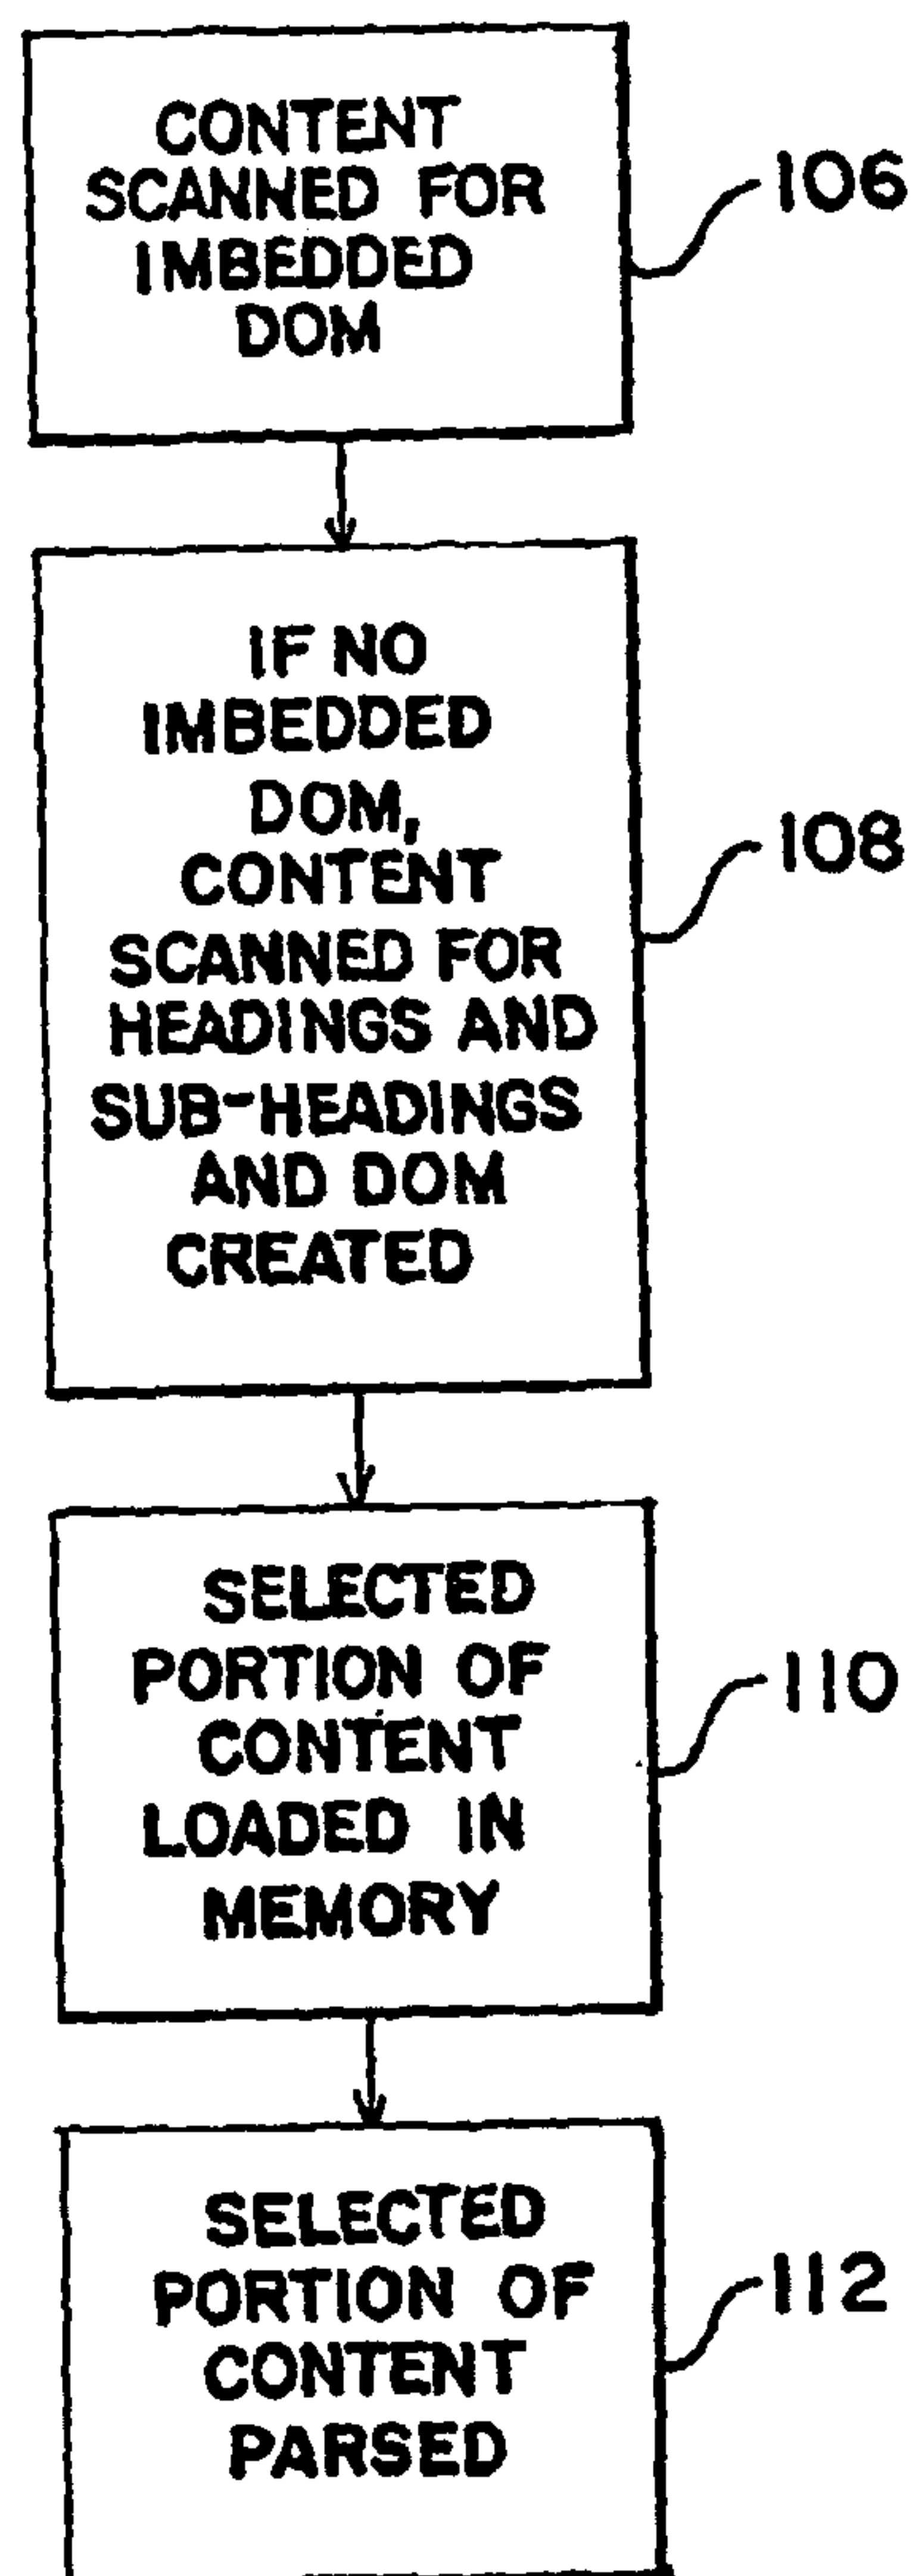 CONTENT
SCANNED FOR
IMBEDDED
DOM
106
IF NO
IMBEDDED
DOM,
CONTENT
SCANNED FOR
HEADINGS AND
SUB-HEADINGS
AND DOM
CREATED
108
SELECTED
PORTION OF
CONTENT
LOADED IN
MEMORY
110
SELECTED
PORTION OF
CONTENT
PARSED
112